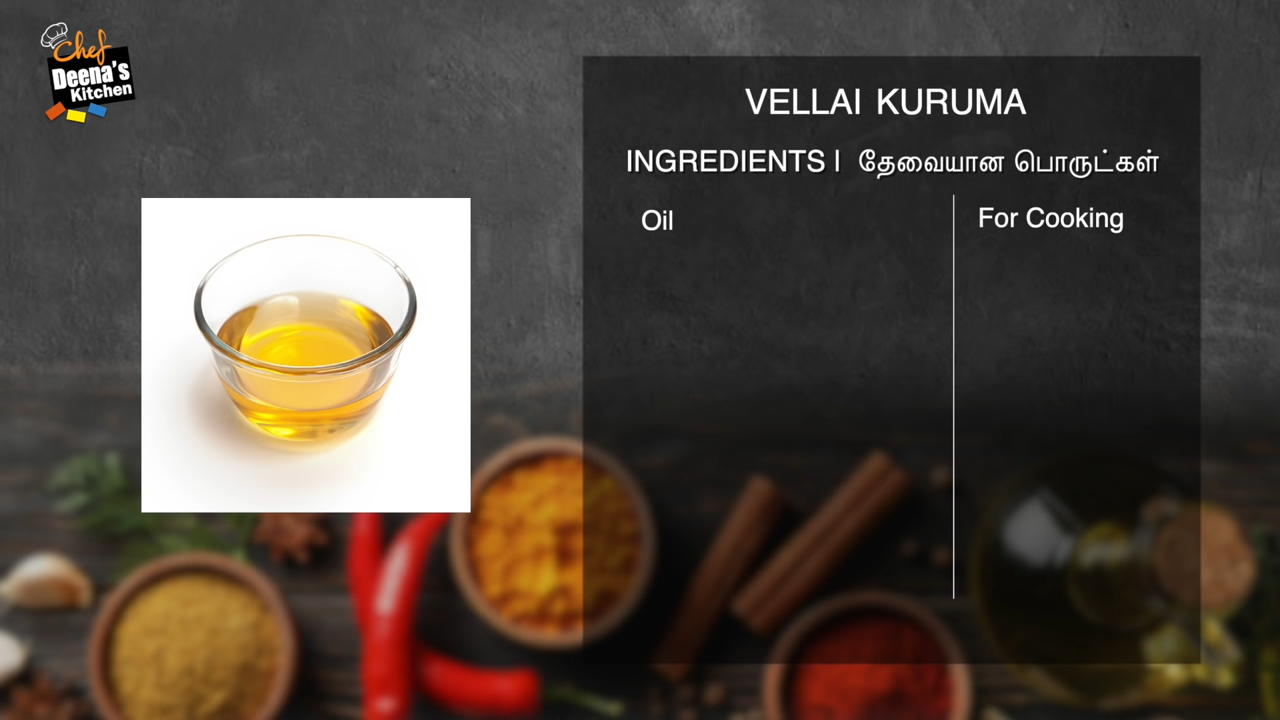 Chef
Deena's
Kitchen
VELLAI KURUMA
INGREDIENTS | தேவையான பொருட்கள்
Oil
For Cooking